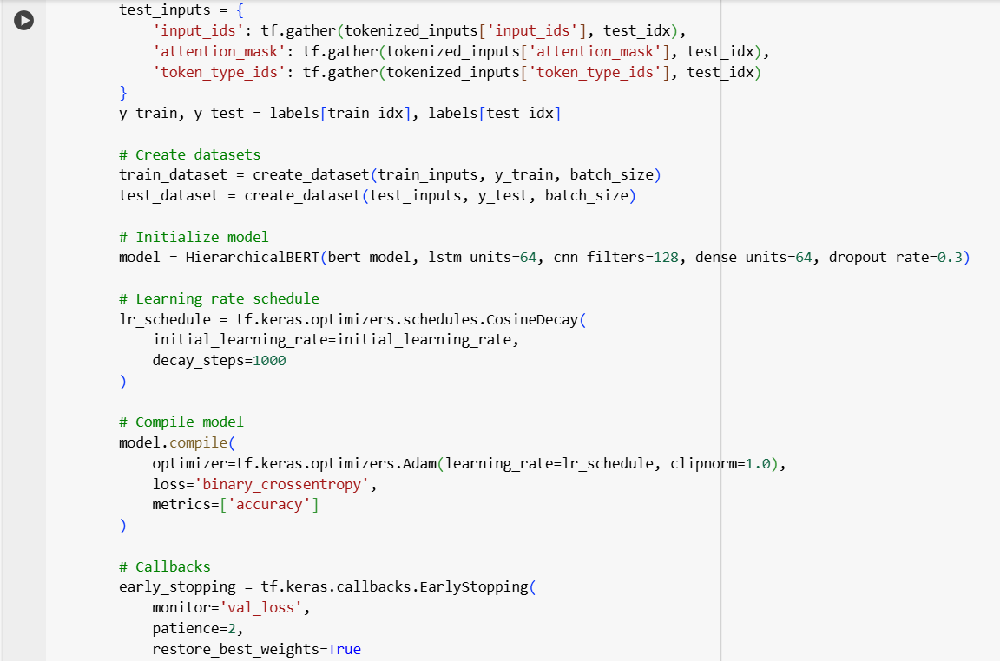 test_inputs = {
    'input_ids': tf.gather(tokenized_inputs['input_ids'], test_idx),
    'attention_mask': tf.gather(tokenized_inputs['attention_mask'], test_idx),
    'token_type_ids': tf.gather(tokenized_inputs['token_type_ids'], test_idx)
}
y_train, y_test = labels[train_idx], labels[test_idx]

# Create datasets
train_dataset = create_dataset(train_inputs, y_train, batch_size)
test_dataset = create_dataset(test_inputs, y_test, batch_size)

# Initialize model
model = HierarchicalBERT(bert_model, lstm_units=64, cnn_filters=128, dense_units=64, dropout_rate=0.3)

# Learning rate schedule
lr_schedule = tf.keras.optimizers.schedules.CosineDecay(
    initial_learning_rate=initial_learning_rate,
    decay_steps=1000
)

# Compile model
model.compile(
    optimizer=tf.keras.optimizers.Adam(learning_rate=lr_schedule, clipnorm=1.0),
    loss='binary_crossentropy',
    metrics=['accuracy']
)

# Callbacks
early_stopping = tf.keras.callbacks.EarlyStopping(
    monitor='val_loss',
    patience=2,
    restore_best_weights=True